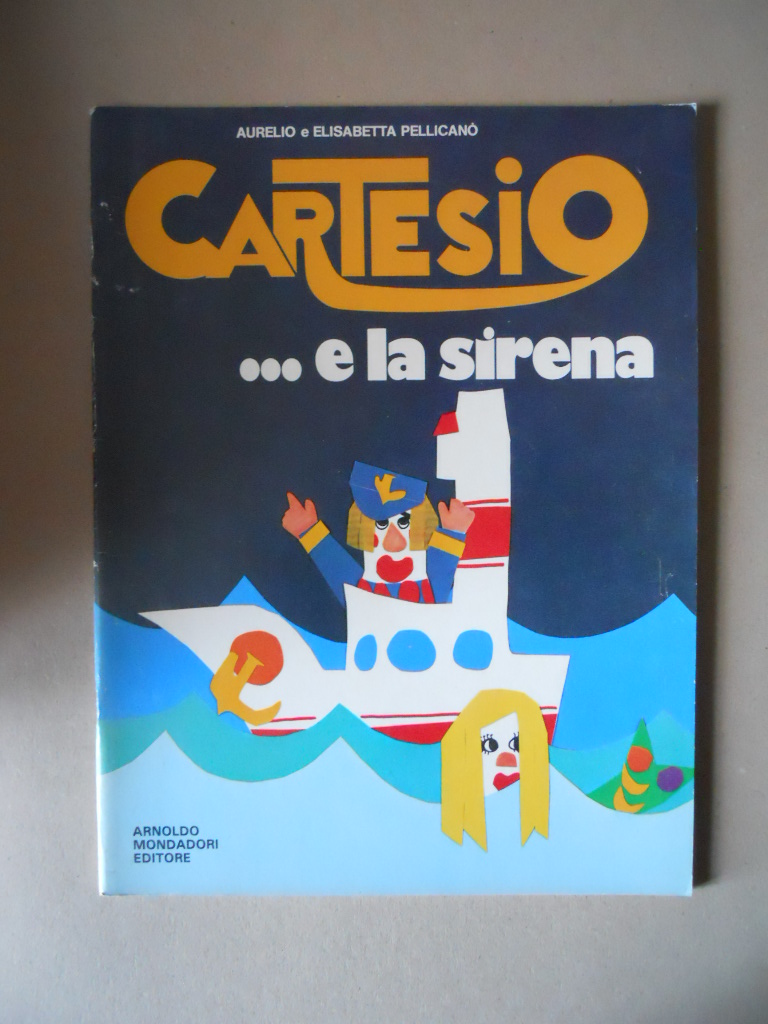 AURELIO e ELISABETTA PELLICANÒ
CARTESiO
... e la sirena
ARNOLDO
MONDADORI
EDITORE